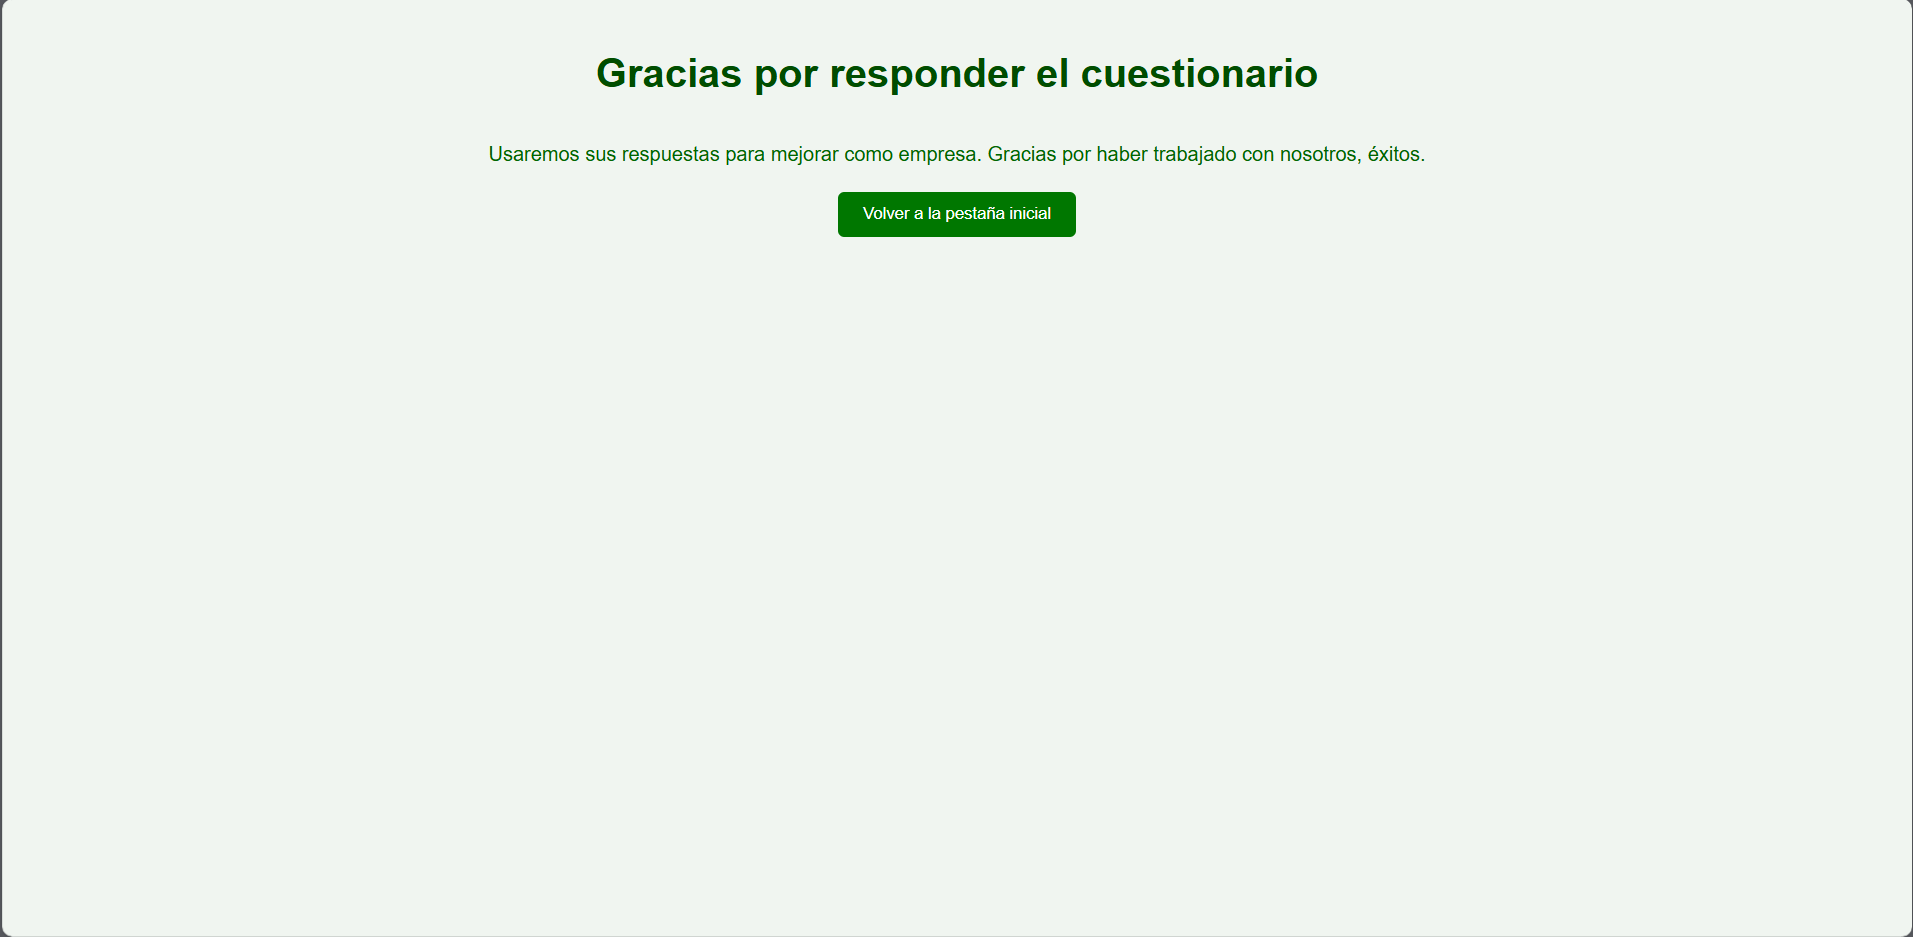 Gracias por responder el cuestionario
Usaremos sus respuestas para mejorar como empresa. Gracias por haber trabajado con nosotros, éxitos.
Volver a la pestaña inicial